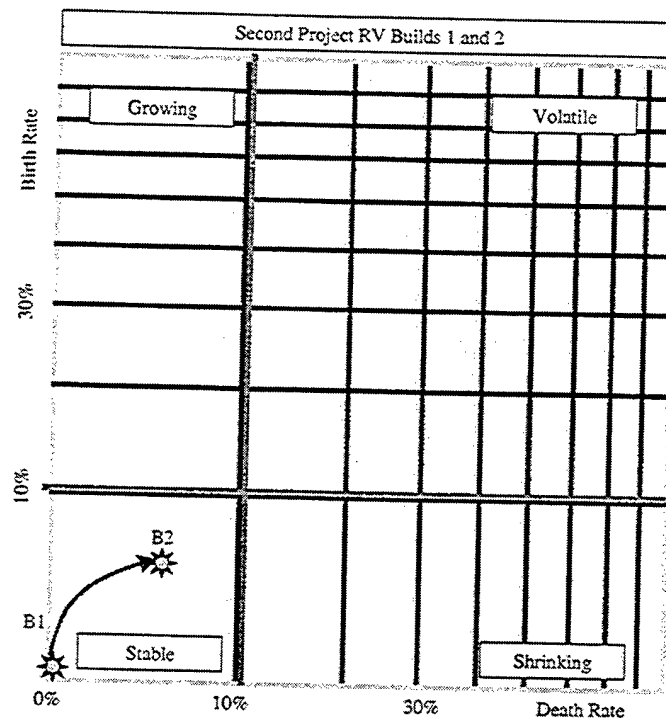 Second Project RV Builds 1 and 2
Growing
Volatile
Birth Rate
30%
10%
B2
B1
Stable
Shrinking
0%
10%
30%
Death Rate